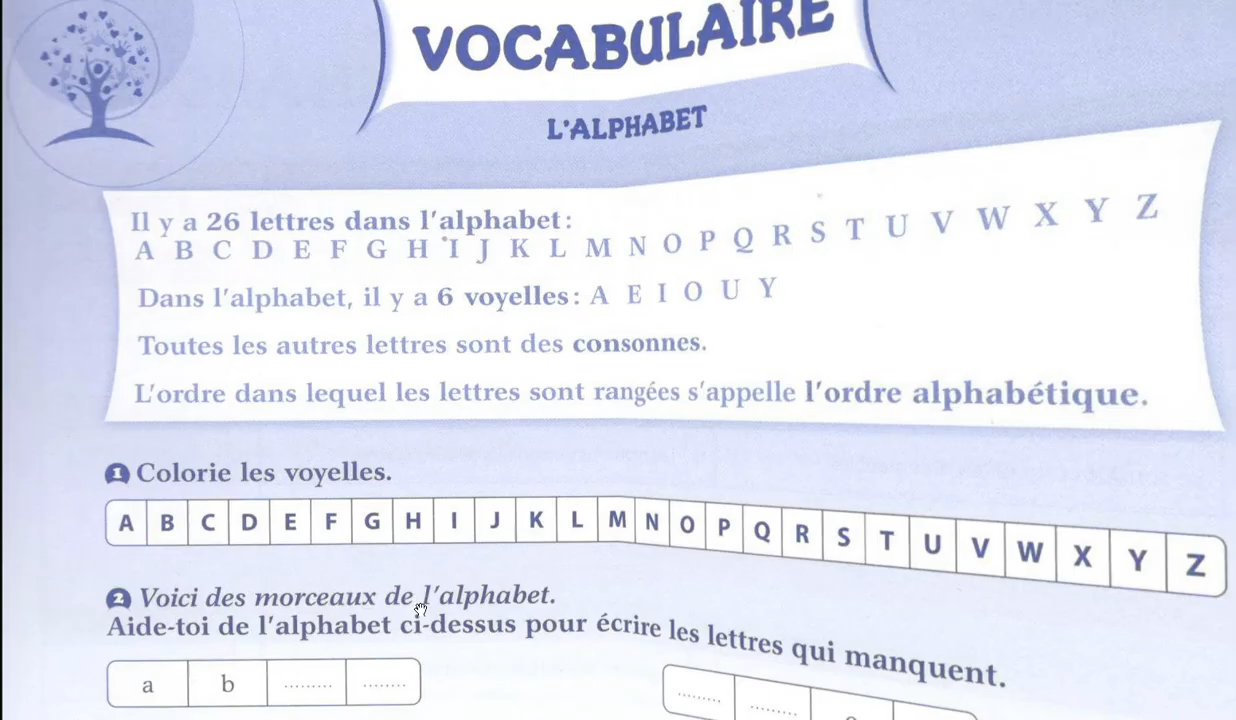 VOCABULAIRE
L'ALPHABET
Il y a 26 lettres dans l'alphabet :
A B C D E F G H I J K L M N O P Q R S T U V W X Y Z
Dans l'alphabet, il y a 6 voyelles : A E I O U Y
Toutes les autres lettres sont des consonnes.
L'ordre dans lequel les lettres sont rangées s'appelle l'ordre alphabétique.
1 Colorie les voyelles.
A B C D E F G H I J K L M N O P Q R S T U V W X Y Z
2 Voici des morceaux de l'alphabet.
Aide-toi de l'alphabet ci-dessus pour écrire les lettres qui manquent.
a b ......... ........ ......... ..........